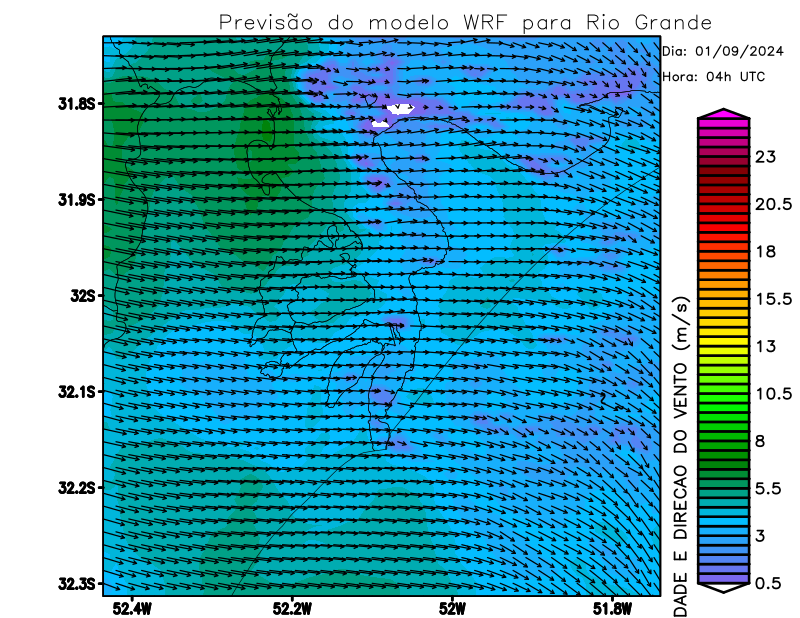 Previsão do modelo WRF para Rio Grande
Dia: 01/09/2024
Hora: 04h UTC
31.8S
31.9S
32S
32.1S
32.2S
32.3S
52.4W
52.2W
52W
51.8W
DADE E DIRECAO DO VENTO (m/s)
23
20.5
18
15.5
13
10.5
8
5.5
3
0.5